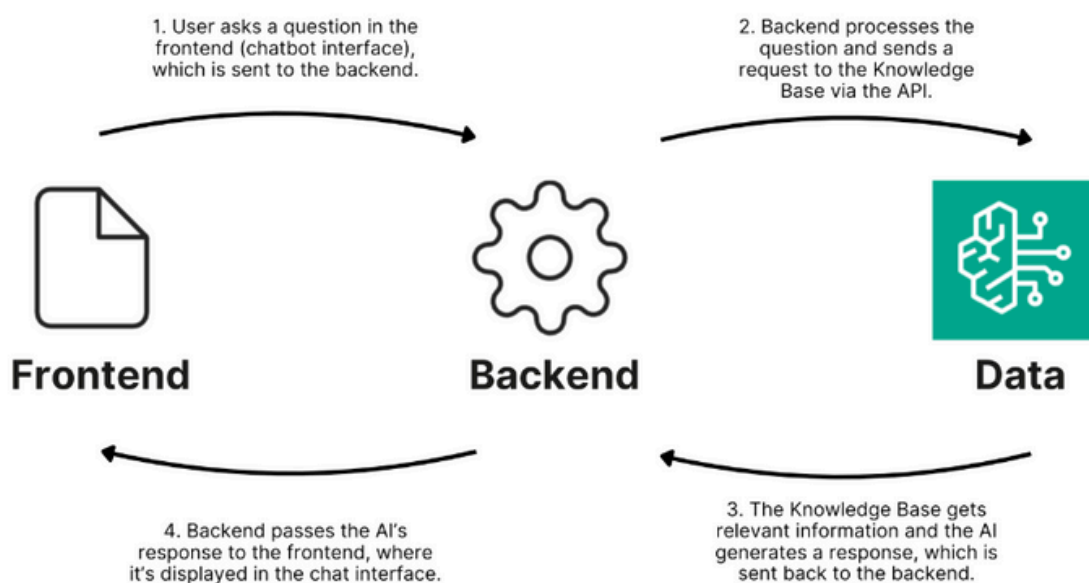 1. User asks a question in the
frontend (chatbot interface),
which is sent to the backend.
2. Backend processes the
question and sends a
request to the Knowledge
Base via the API.
Frontend
Backend
Data
4. Backend passes the AI's
response to the frontend, where
it's displayed in the chat interface.
3. The Knowledge Base gets
relevant information and the AI
generates a response, which is
sent back to the backend.